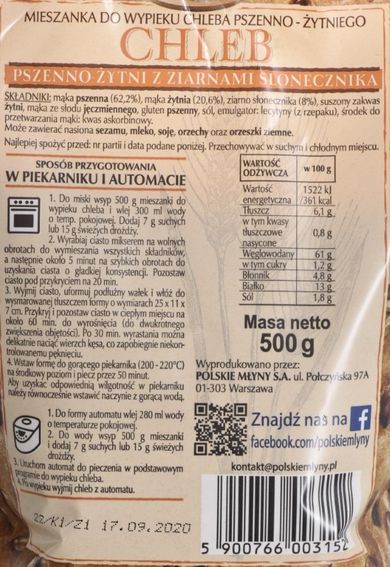 MIESZANKA DO WYPIEKU CHLEBA PSZENNO - ŻYTNIEGO
CHLEB
PSZENNO-ŻYTNI Z ZIARNAMI SŁONECZNIKA
SKŁADNIKI: mąka pszenna (62,2%), mąka żytnia (20,6%), ziarno słonecznika (8%), suszony zakwas
żytni, mąka ze słodu jęczmiennego, gluten pszenny, sól, emulgator: lecytyny (z rzepaku), środek do
przetwarzania mąki: kwas askorbinowy.
Może zawierać nasiona sezamu, mleko, soję, orzechy oraz orzeszki ziemne.
Najlepiej spożyć przed: nr partii i data podane poniżej. Przechowywać w suchym i chłodnym miejscu.
SPOSÓB PRZYGOTOWANIA
W PIEKARNIKU I AUTOMACIE
1. Do miski wsyp 500 g mieszanki do
wypieku chleba i wlej 300 ml wody
o temp. pokojowej. Dodaj 7 g suchych
lub 15 g świeżych drożdży.
2. Wyrabiaj ciasto mikserem na wolnych
obrotach do wymieszania wszystkich składników,
a następnie około 5 minut na szybkich obrotach do
uzyskania ciasta o gładkiej konsystencji. Pozostaw
ciasto pod przykryciem na 20 min.
3. Wyjmij ciasto, uformuj podłużny wałek i włóż do
wysmarowanej tłuszczem formy o wymiarach 25 x 11 x
7 cm. Przykryj i pozostaw ciasto w ciepłym miejscu na
około 60 min. do wyrośnięcia (do dwukrotnego
zwiększenia objętości). Po 30 min. wyrastania można
delikatnie naciąć wierzch kęsa, co zapobiegnie niekon-
trolowanemu pęknięciu.
4. Wstaw formę do gorącego piekarnika (200 - 220°C)
na środkowy poziom i piecz przez 50 minut.
Aby uzyskać odpowiednią wilgotność w piekarniku
należy równocześnie wstawić naczynie z gorącą wodą.
1. Do formy automatu wlej 280 ml wody
o temperaturze pokojowej.
2. Do wody wsyp 500 g mieszanki
i dodaj 7 g suchych lub 15 g świeżych
drożdży.
3. Uruchom automat do pieczenia w podstawowym
programie do wypieku chleba.
4. Po wypieku wyjmij chleb z automatu.
WARTOŚĆ ODŻYWCZA w 100 g
Wartość energetyczna 1522 kJ /361 kcal
Tłuszcz 6,1 g
w tym kwasy tłuszczowe nasycone 0,8 g
Węglowodany 61 g
w tym cukry 1,2 g
Błonnik 4,8 g
Białko 13 g
Sól 1,8 g
Masa netto
500 g
Wyprodukowano przez:
POLSKIE MŁYNY S.A. ul. Połczyńska 97A
01-303 Warszawa
Znajdź nas na f
facebook.com/polskiemlyny
kontakt@polskiemlyny.pl
22/K1/Z1 17.09.2020
5 900766 003152